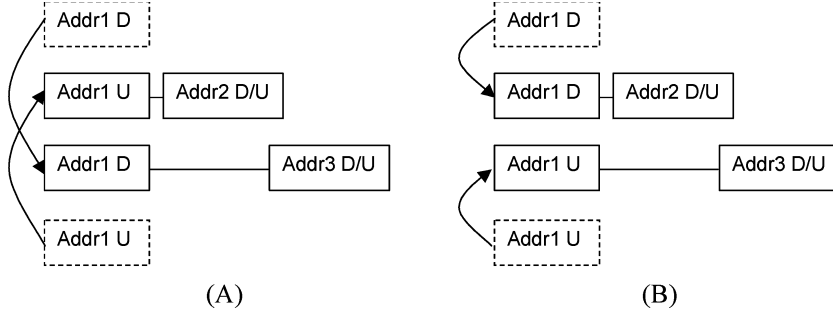 Addr1 D
Addr1 U Addr2 D/U
Addr1 D Addr3 D/U
Addr1 U
(A)
Addr1 D
Addr1 D Addr2 D/U
Addr1 U Addr3 D/U
Addr1 U
(B)